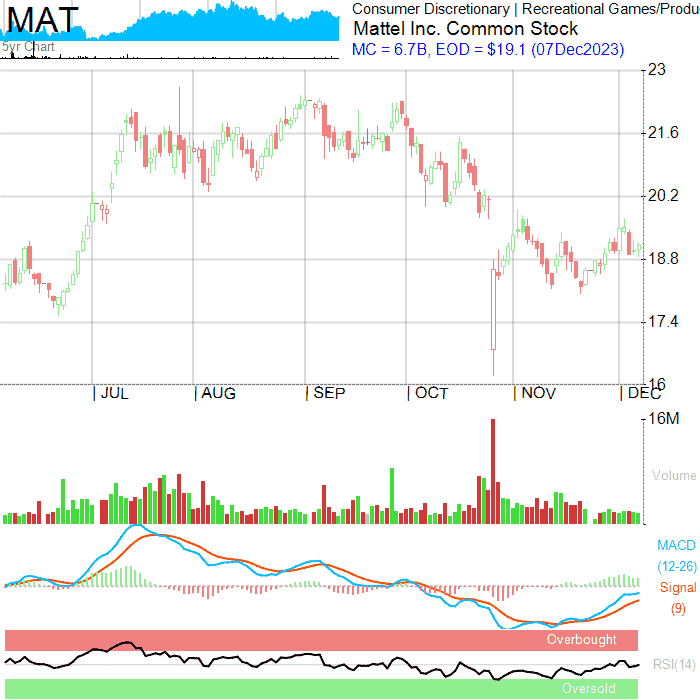 MAT
5yr Chart
Consumer Discretionary | Recreational Games/Produ
Mattel Inc. Common Stock
MC = 6.7B, EOD = $19.1 (07Dec2023)
23
21.6
20.2
18.8
17.4
16
| JUL | AUG | SEP | OCT | NOV | DEC
16M
Volume
MACD
(12-26)
Signal
(9)
Overbought
RSI(14)
Oversold